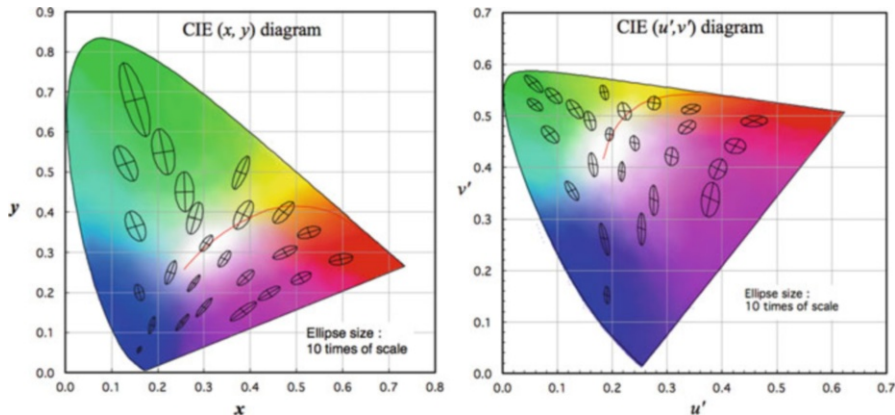 CIE (x, y) diagram
0.9
0.8
0.7
0.6
0.5
0.4
0.3
0.2
0.1
0.0
y
Ellipse size :
10 times of scale
0.0 0.1 0.2 0.3 0.4 0.5 0.6 0.7 0.8
x
CIE (u',v') diagram
0.7
0.6
0.5
0.4
0.3
0.2
0.1
0.0
v'
Ellipse size :
10 times of scale
0.0 0.1 0.2 0.3 0.4 0.5 0.6 0.7
u'